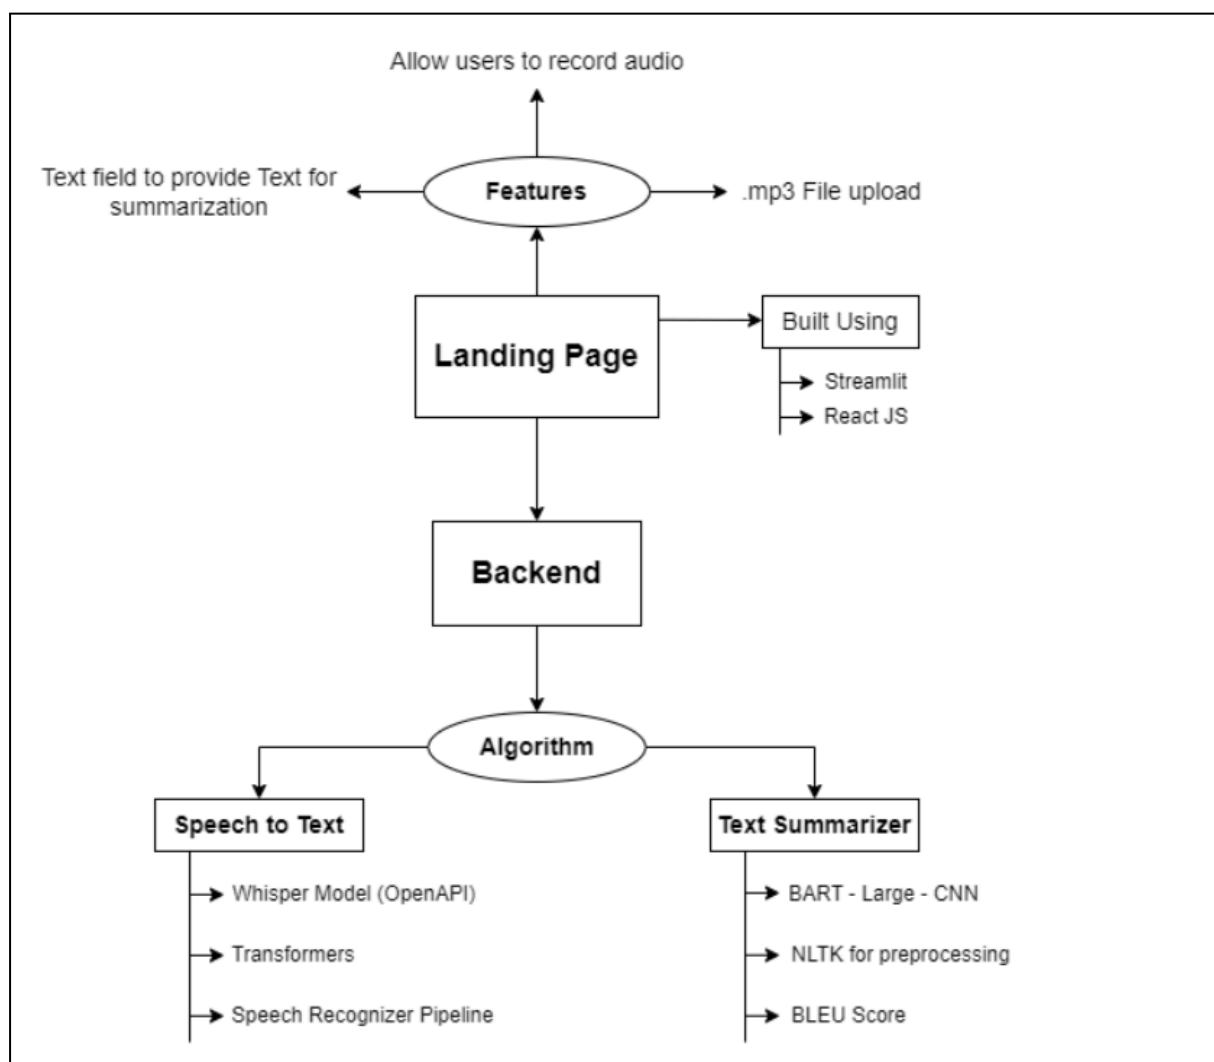 Allow users to record audio
Text field to provide Text for
summarization
Features
.mp3 File upload
Landing Page
Built Using
Streamlit
React JS
Backend
Algorithm
Speech to Text
Whisper Model (OpenAPI)
Transformers
Speech Recognizer Pipeline
Text Summarizer
BART - Large - CNN
NLTK for preprocessing
BLEU Score